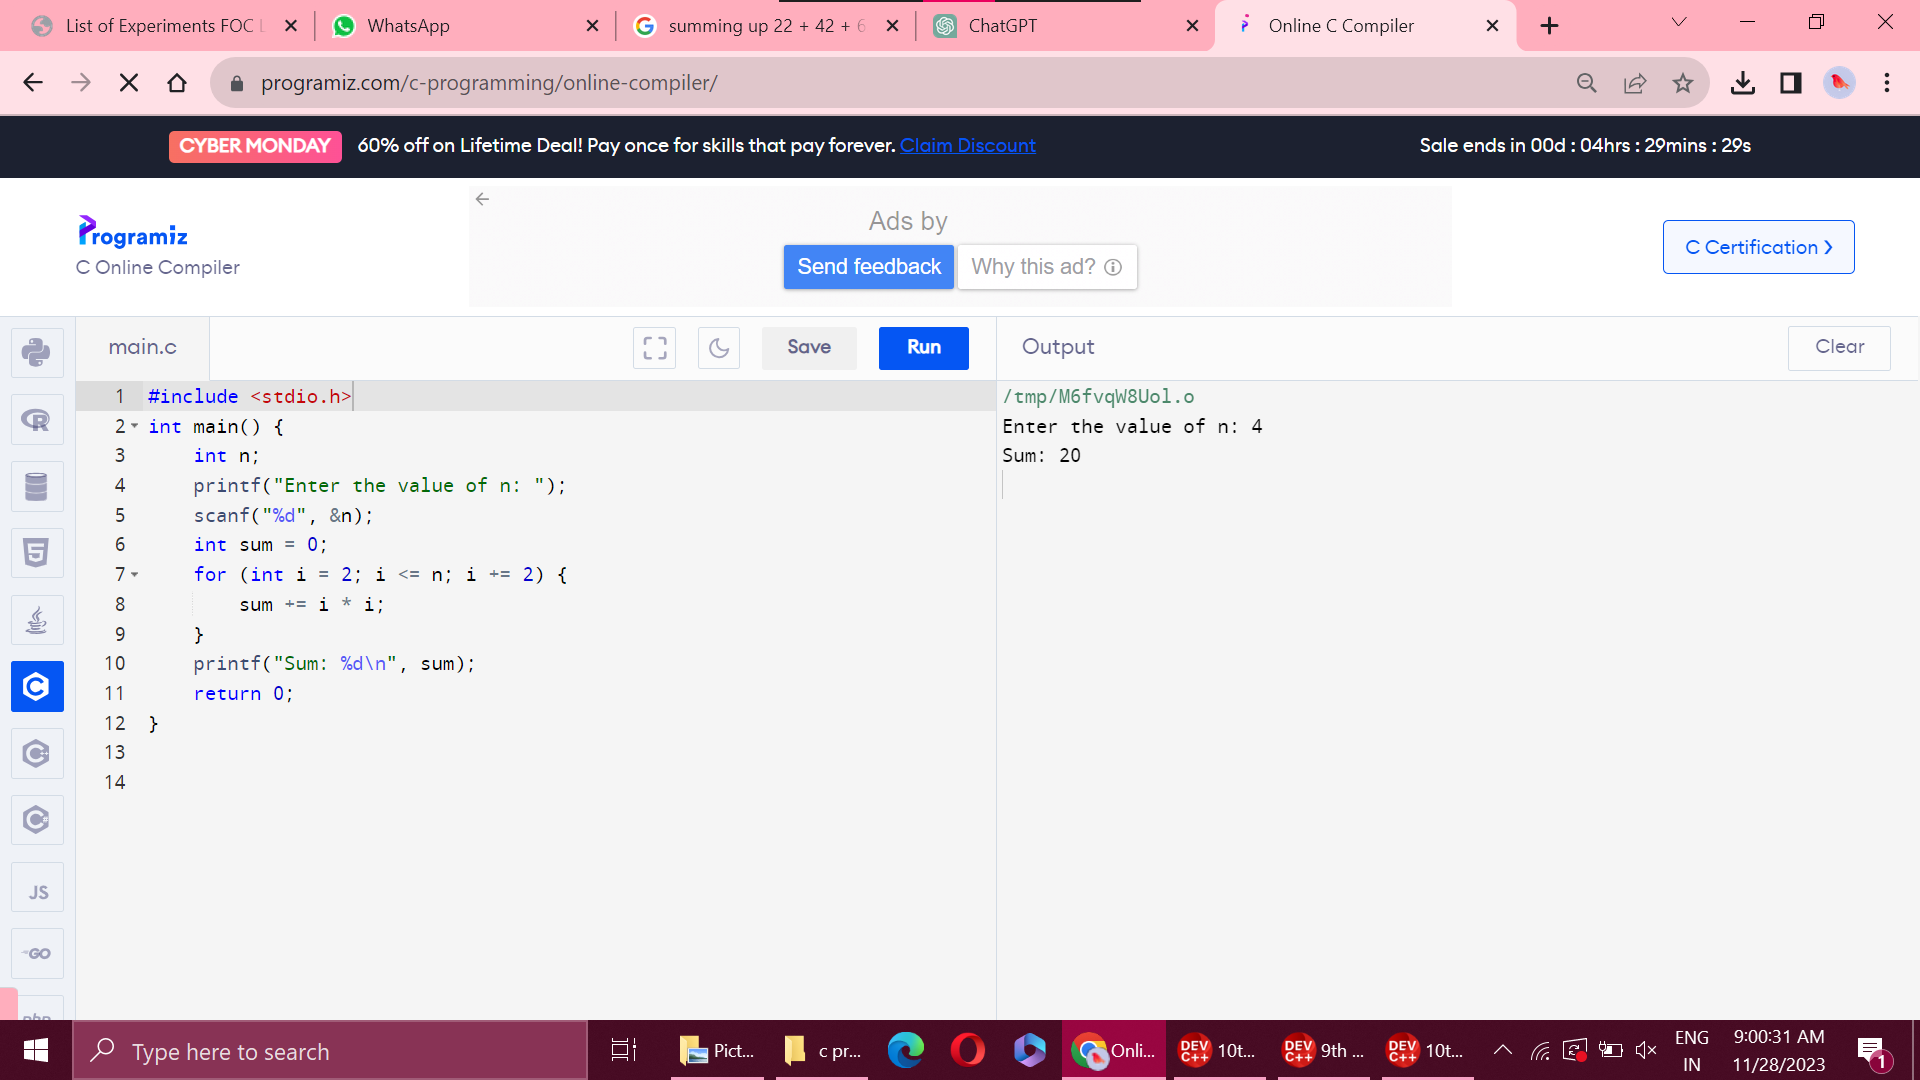 List of Experiments FOC L
WhatsApp
summing up 22 + 42 + 6
ChatGPT
Online C Compiler
programiz.com/c-programming/online-compiler/
CYBER MONDAY 60% off on Lifetime Deal! Pay once for skills that pay forever. Claim Discount Sale ends in 00d : 04hrs : 29mins : 29s
Programiz
C Online Compiler
Ads by
Send feedback
Why this ad?
C Certification
main.c
Save
Run
Output
Clear
1 #include <stdio.h>
2 int main() {
3     int n;
4     printf("Enter the value of n: ");
5     scanf("%d", &n);
6     int sum = 0;
7     for (int i = 2; i <= n; i += 2) {
8         sum += i * i;
9     }
10     printf("Sum: %d\n", sum);
11     return 0;
12 }
13
14
/tmp/M6fvqW8Uol.o
Enter the value of n: 4
Sum: 20
R
5
C
C++
C#
JS
GO
php
Type here to search
Pict...
c pr...
Onli...
DEV C++ 10t...
DEV C++ 9th ...
DEV C++ 10t...
ENG
IN
9:00:31 AM
11/28/2023
1